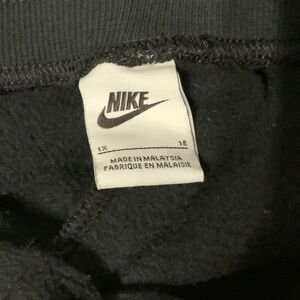 NIKE
1X 1E
MADE IN MALAYSIA
FABRIQUE EN MALAISIE